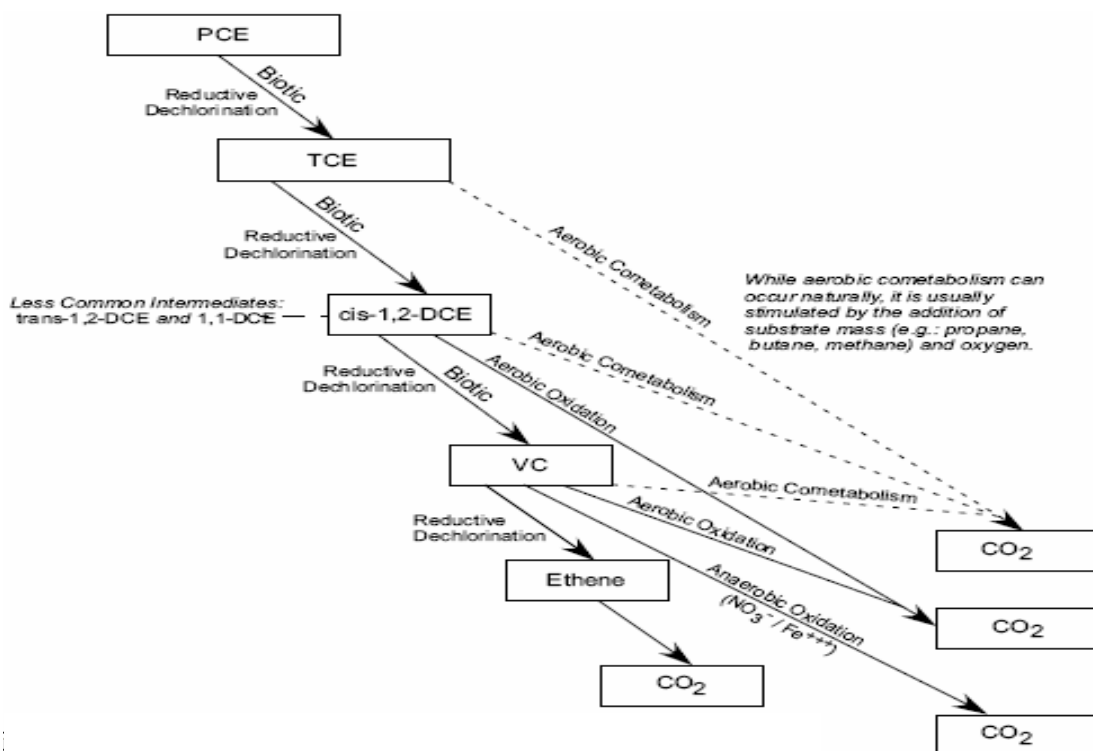 PCE
Biotic
Reductive
Dechlorination
TCE
Biotic
Reductive
Dechlorination
Aerobic Cometabolism
While aerobic cometabolism can
occur naturally, it is usually
stimulated by the addition of
substrate mass (e.g.: propane,
butane, methane) and oxygen.
Less Common Intermediates:
trans-1,2-DCE and 1,1-DCE
cis-1,2-DCE
Aerobic Cometabolism
Reductive
Dechlorination
Biotic
Aerobic Oxidation
VC
Aerobic Cometabolism
Aerobic Oxidation
Reductive
Dechlorination
CO2
Ethene
Anaerobic Oxidation
(NO3- / Fe+++)
CO2
CO2
CO2